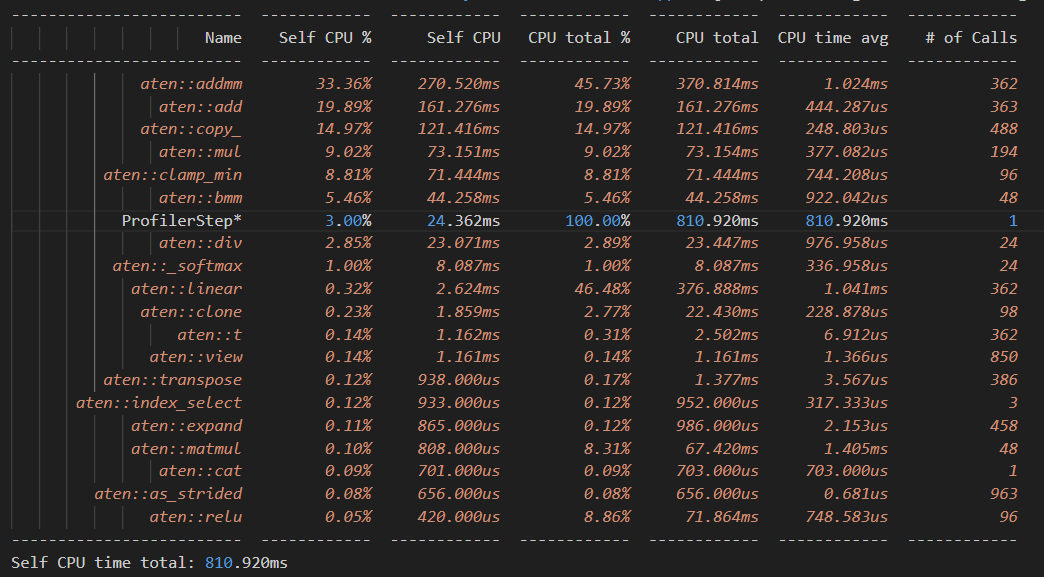 Name Self CPU % Self CPU CPU total % CPU total CPU time avg # of Calls
aten::addmm 33.36% 270.520ms 45.73% 370.814ms 1.024ms 362
aten::add 19.89% 161.276ms 19.89% 161.276ms 444.287us 363
aten::copy_ 14.97% 121.416ms 14.97% 121.416ms 248.803us 488
aten::mul 9.02% 73.151ms 9.02% 73.154ms 377.082us 194
aten::clamp_min 8.81% 71.444ms 8.81% 71.444ms 744.208us 96
aten::bmm 5.46% 44.258ms 5.46% 44.258ms 922.042us 48
ProfilerStep* 3.00% 24.362ms 100.00% 810.920ms 810.920ms 1
aten::div 2.85% 23.071ms 2.89% 23.447ms 976.958us 24
aten::_softmax 1.00% 8.087ms 1.00% 8.087ms 336.958us 24
aten::linear 0.32% 2.624ms 46.48% 376.888ms 1.041ms 362
aten::clone 0.23% 1.859ms 2.77% 22.430ms 228.878us 98
aten::t 0.14% 1.162ms 0.31% 2.502ms 6.912us 362
aten::view 0.14% 1.161ms 0.14% 1.161ms 1.366us 850
aten::transpose 0.12% 938.000us 0.17% 1.377ms 3.567us 386
aten::index_select 0.12% 933.000us 0.12% 952.000us 317.333us 3
aten::expand 0.11% 865.000us 0.12% 986.000us 2.153us 458
aten::matmul 0.10% 808.000us 8.31% 67.420ms 1.405ms 48
aten::cat 0.09% 701.000us 0.09% 703.000us 703.000us 1
aten::as_strided 0.08% 656.000us 0.08% 656.000us 0.681us 963
aten::relu 0.05% 420.000us 8.86% 71.864ms 748.583us 96
Self CPU time total: 810.920ms